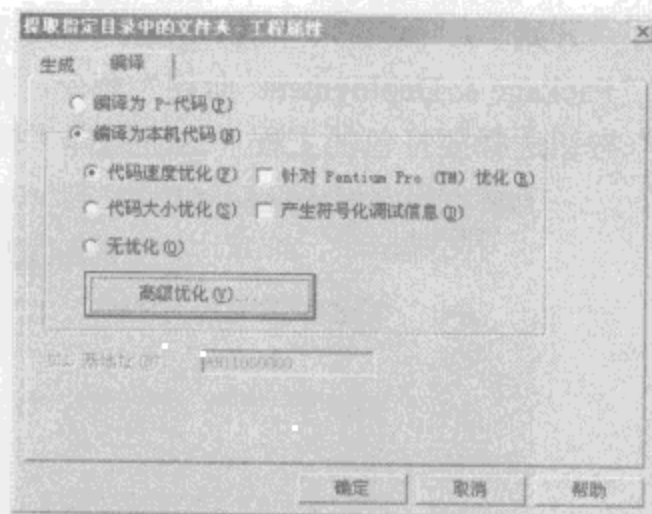 提取指定目录中的文件夹 - 工程属性
生成 编译
编译为 P-代码(P)
编译为本机代码(N)
代码速度优化(F) 针对 Pentium Pro (TM) 优化(R)
代码大小优化(S) 产生符号化调试信息(D)
无优化(O)
高级优化(V)...
基地址
确定 取消 帮助